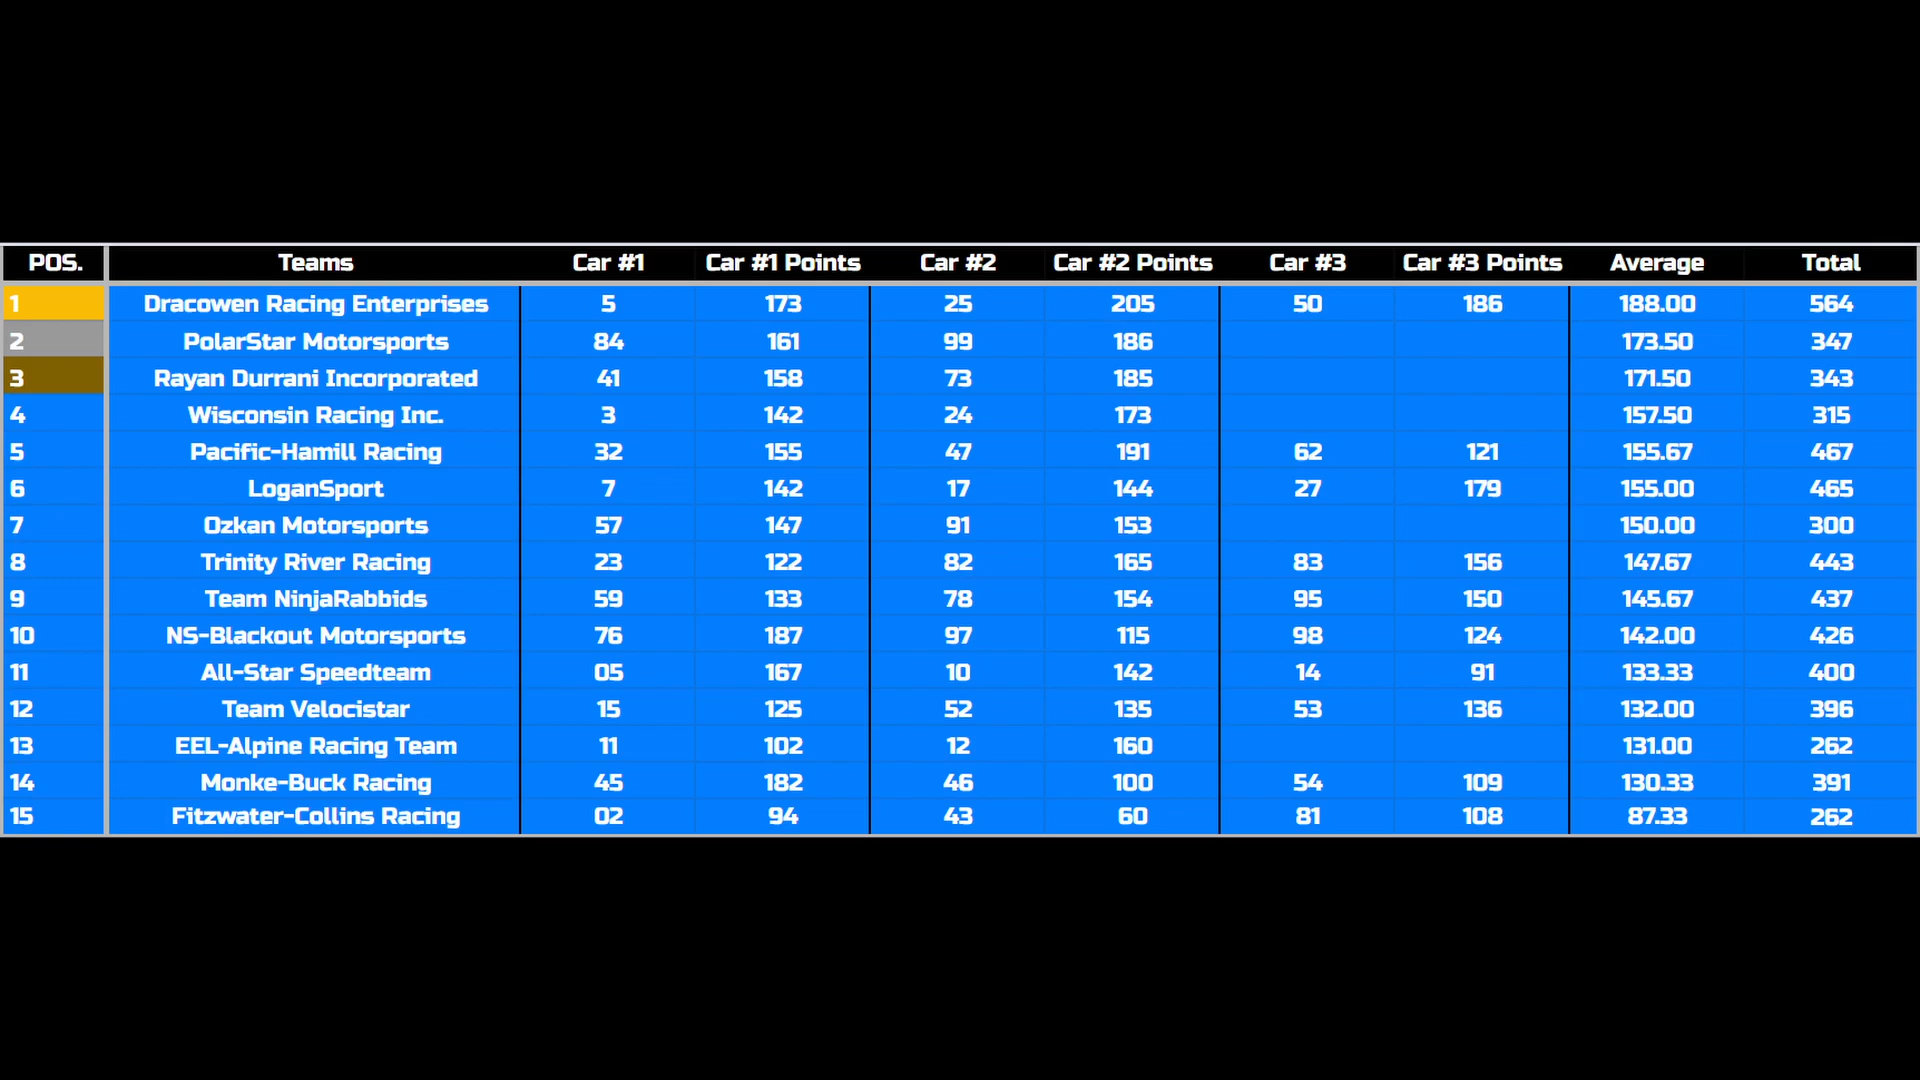 POS. Teams Car #1 Car #1 Points Car #2 Car #2 Points Car #3 Car #3 Points Average Total
1 Dracowen Racing Enterprises 5 173 25 205 50 186 188.00 564
2 PolarStar Motorsports 84 161 99 186 173.50 347
3 Rayan Durrani Incorporated 41 158 73 185 171.50 343
4 Wisconsin Racing Inc. 3 142 24 173 157.50 315
5 Pacific-Hamill Racing 32 155 47 191 62 121 155.67 467
6 LoganSport 7 142 17 144 27 179 155.00 465
7 Ozkan Motorsports 57 147 91 153 150.00 300
8 Trinity River Racing 23 122 82 165 83 156 147.67 443
9 Team NinjaRabbids 59 133 78 154 95 150 145.67 437
10 NS-Blackout Motorsports 76 187 97 115 98 124 142.00 426
11 All-Star Speedteam 05 167 10 142 14 91 133.33 400
12 Team Velocistar 15 125 52 135 53 136 132.00 396
13 EEL-Alpine Racing Team 11 102 12 160 131.00 262
14 Monke-Buck Racing 45 182 46 100 54 109 130.33 391
15 Fitzwater-Collins Racing 02 94 43 60 81 108 87.33 262